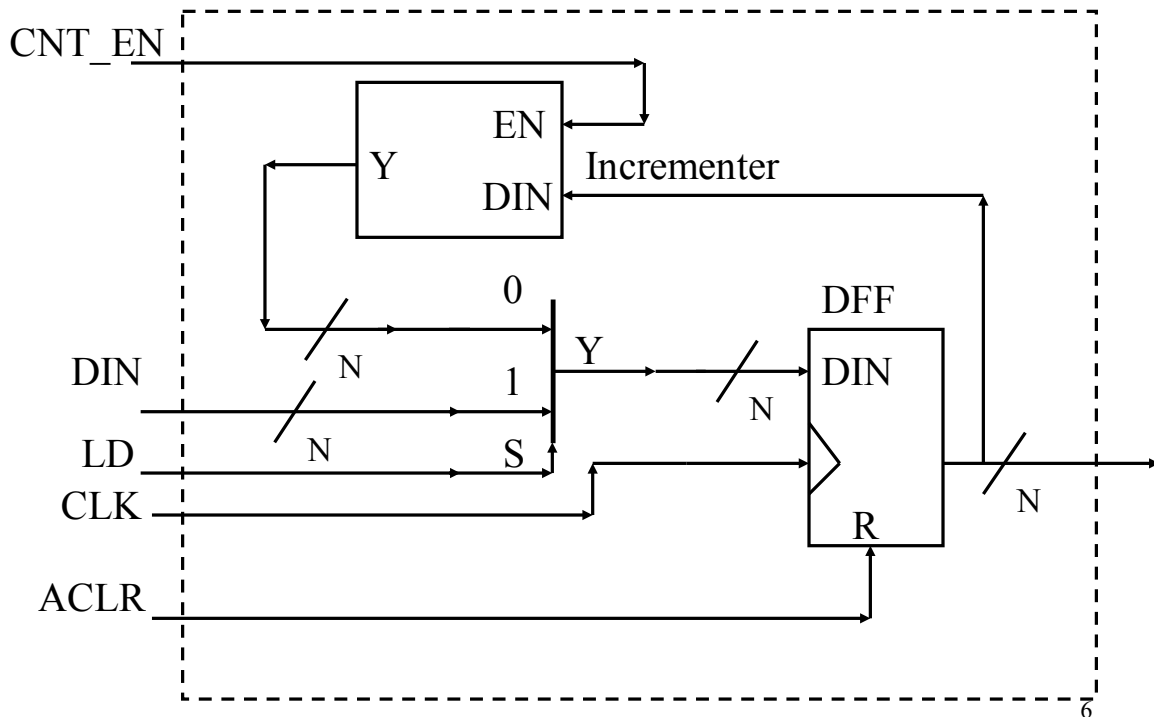 CNT_EN
EN
Y
Incrementer
DIN
0
DFF
N
Y
DIN
DIN
1
N
N
LD
S
CLK
N
R
ACLR
6